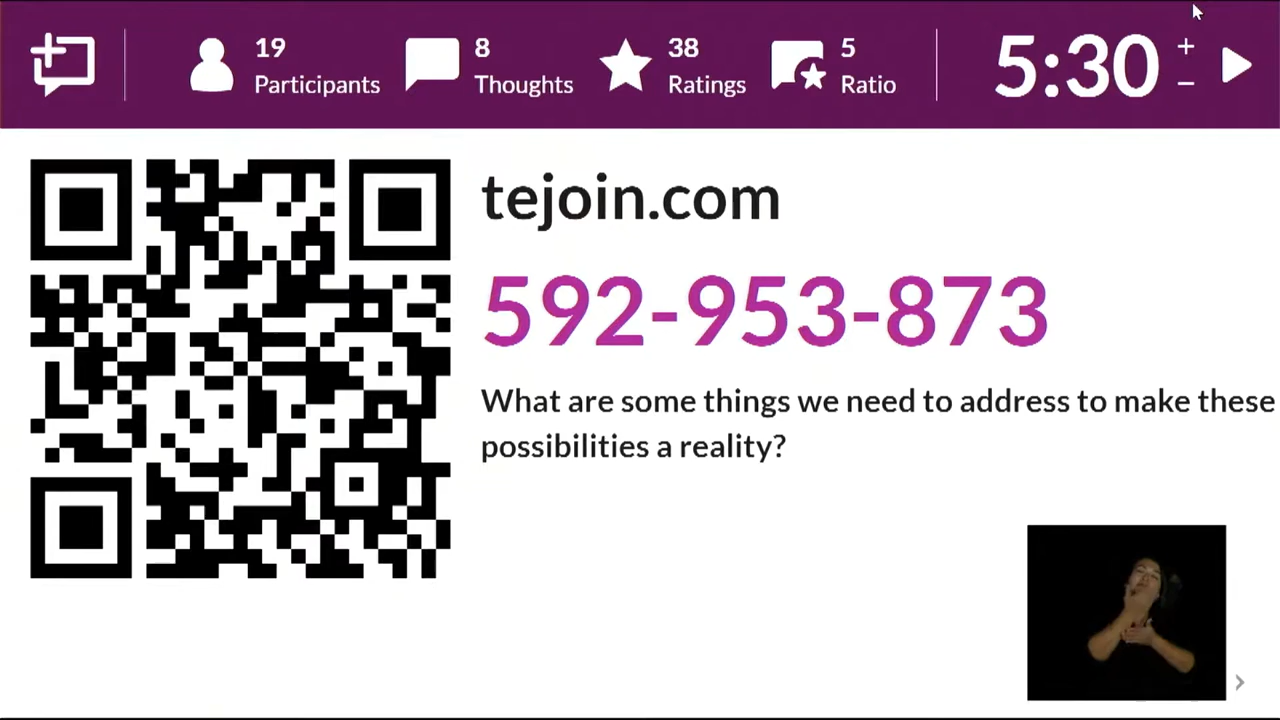 19
Participants
8
Thoughts
38
Ratings
5
Ratio
5:30
tejoin.com
592-953-873
What are some things we need to address to make these
possibilities a reality?